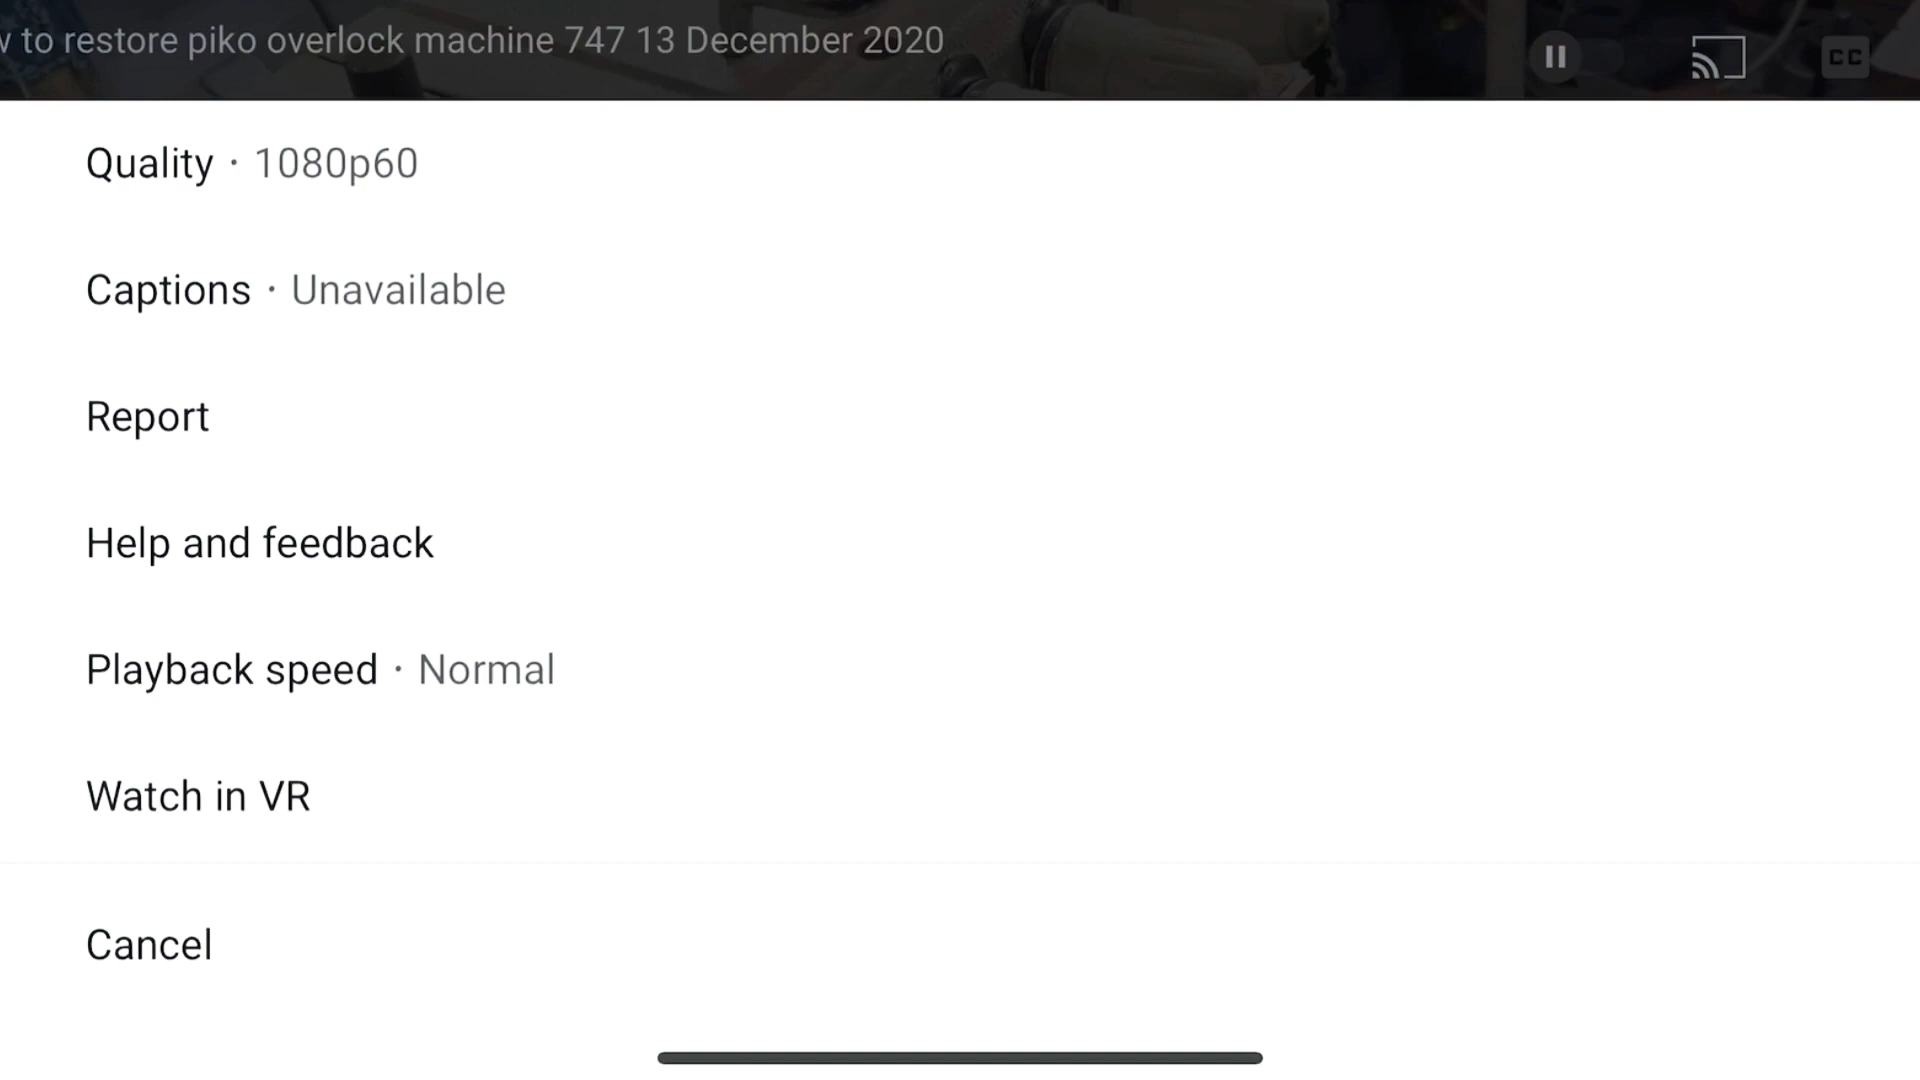 to restore piko overlock machine 747 13 December 2020
CC
Quality · 1080p60
Captions · Unavailable
Report
Help and feedback
Playback speed · Normal
Watch in VR
Cancel